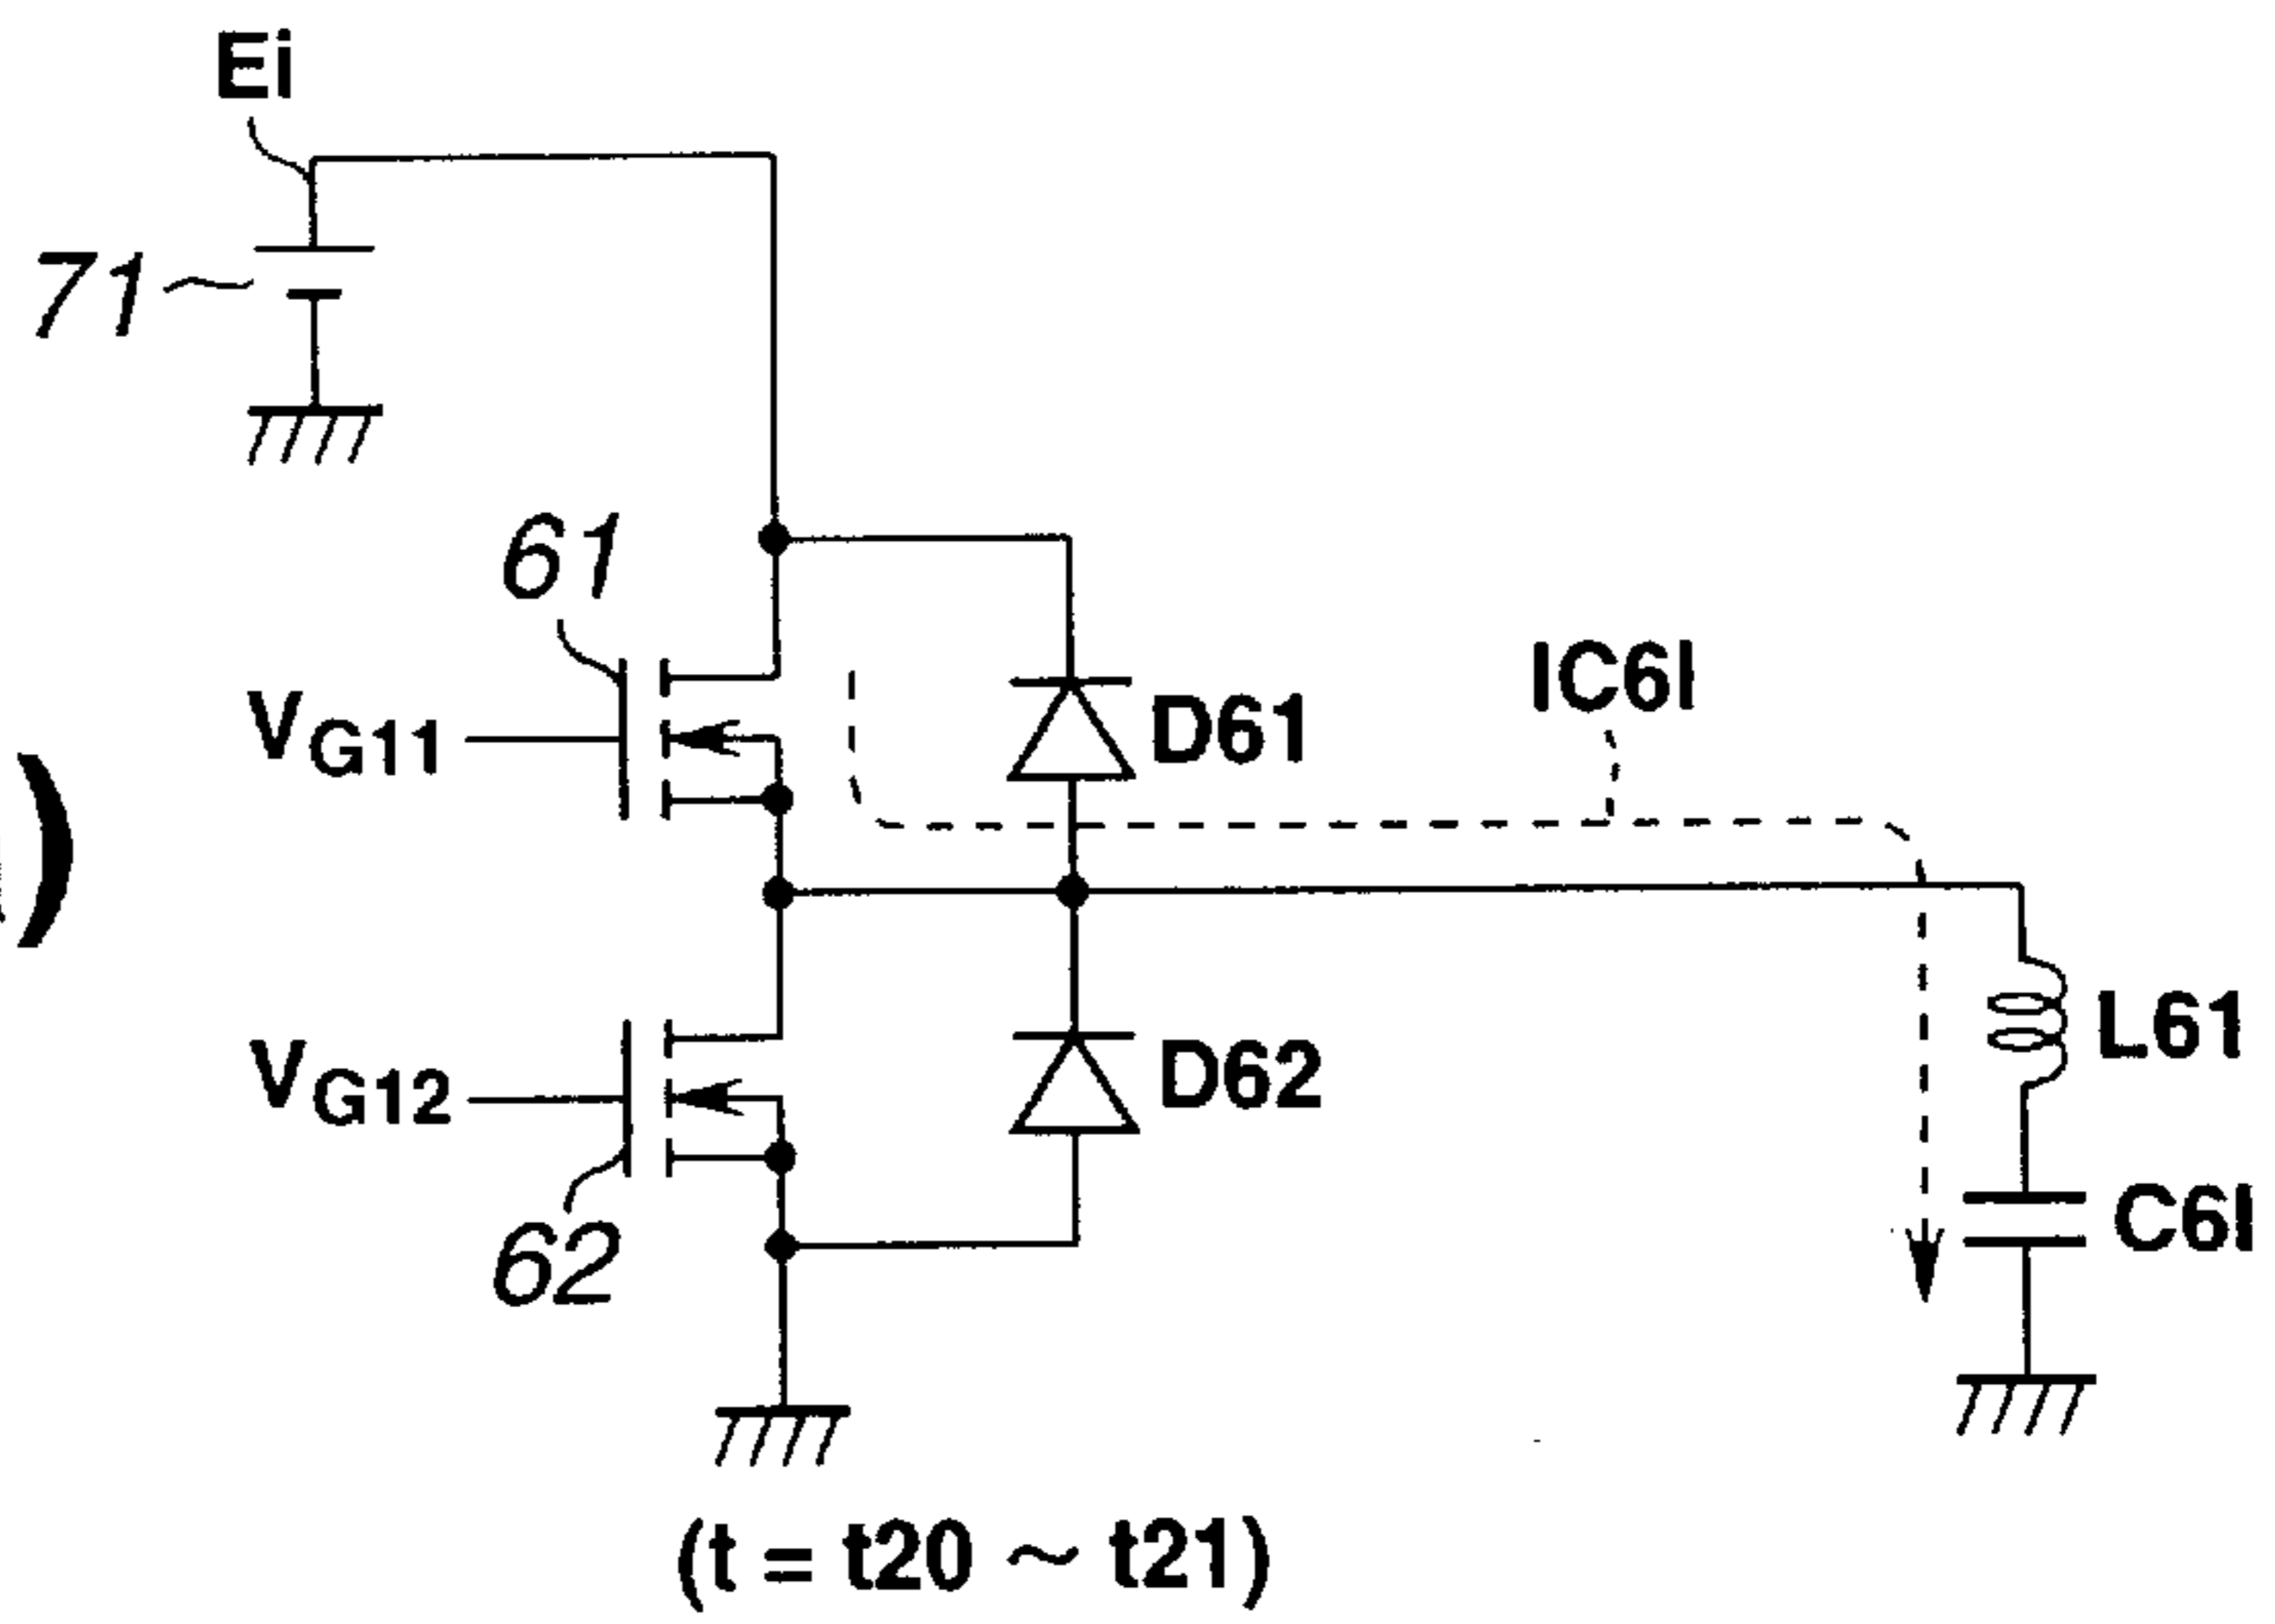 Ei
71
61
IC6I
VG11
D61
)
L61
VG12
D62
C6I
62
(t = t20 ~ t21)